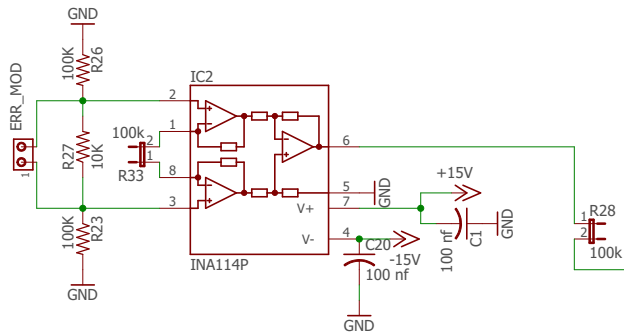 GND
100K
R26
ERR_MOD
1
R27
10K
100K
R23
GND
100k
2
1
R33
IC2
2
1
8
3
6
5
7
4
V+
V-
INA114P
GND
+15V
-15V
C20
100 nf
GND
100 nf
C1
GND
R28
1
2
100k